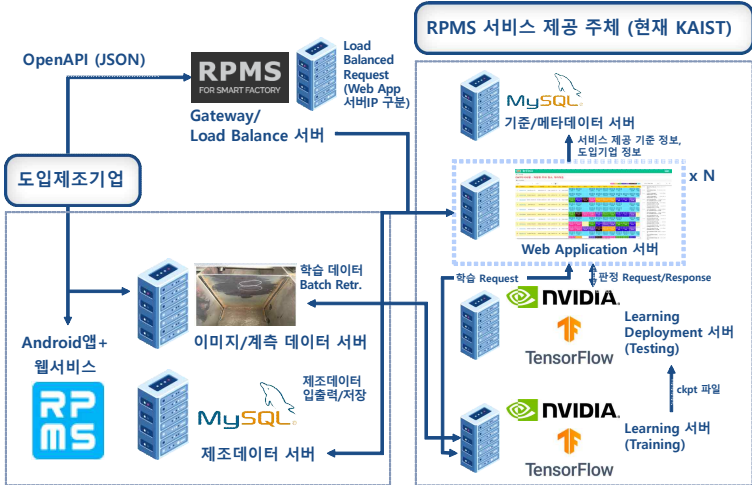 RPMS 서비스 제공 주체 (현재 KAIST)
OpenAPI (JSON)
RPMS
FOR SMART FACTORY
Load
Balanced
Request
(Web App
서버IP 구분)
Gateway/
Load Balance 서버
MySQL
기준/메타데이터 서버
서비스 제공 기준 정보,
도입기업 정보
도입제조기업
x N
Web Application 서버
학습 데이터
Batch Retr.
학습 Request
판정 Request/Response
이미지/계측 데이터 서버
Android앱+
웹서비스
RP
MS
NVIDIA.
TensorFlow
Learning
Deployment 서버
(Testing)
제조데이터
입출력/저장
MySQL
제조데이터 서버
ckpt 파일
NVIDIA.
TensorFlow
Learning 서버
(Training)